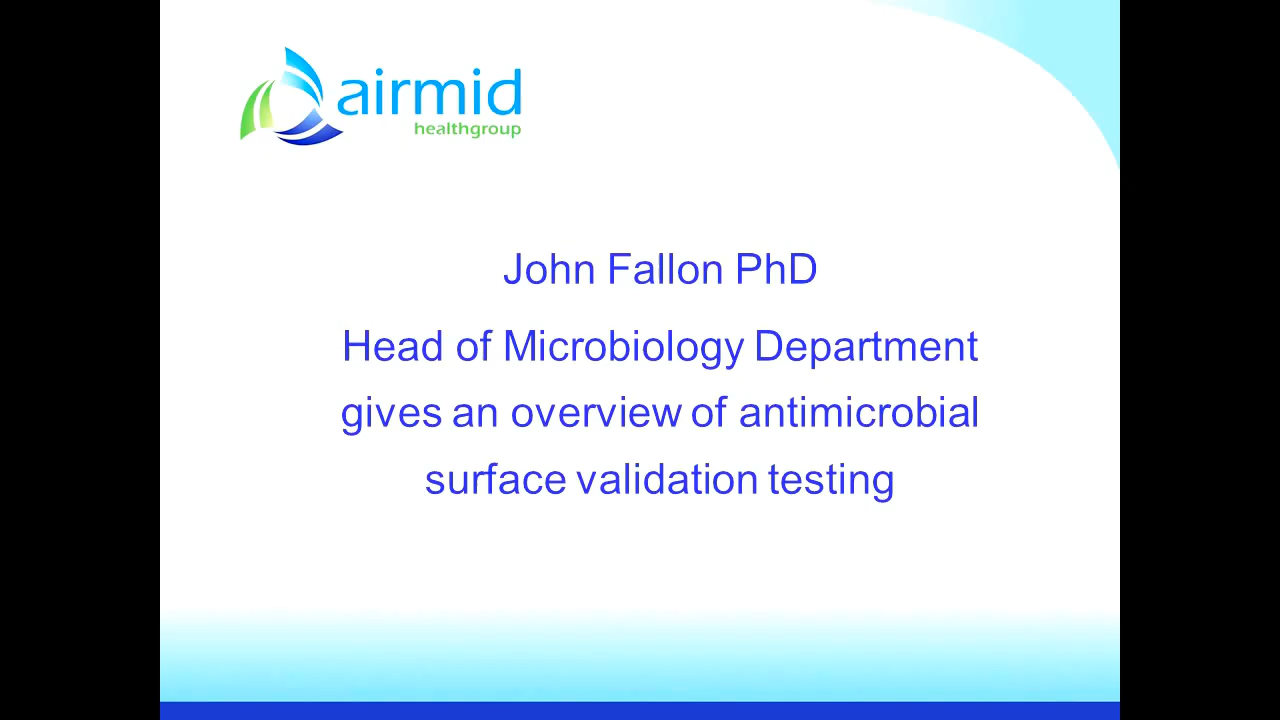 airmid
healthgroup
John Fallon PhD
Head of Microbiology Department
gives an overview of antimicrobial
surface validation testing